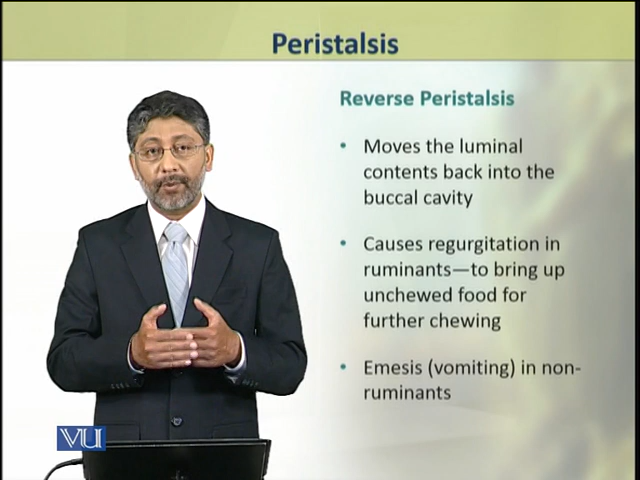 Peristalsis
Reverse Peristalsis
• Moves the luminal
contents back into the
buccal cavity
• Causes regurgitation in
ruminants—to bring up
unchewed food for
further chewing
• Emesis (vomiting) in non-
ruminants
VU